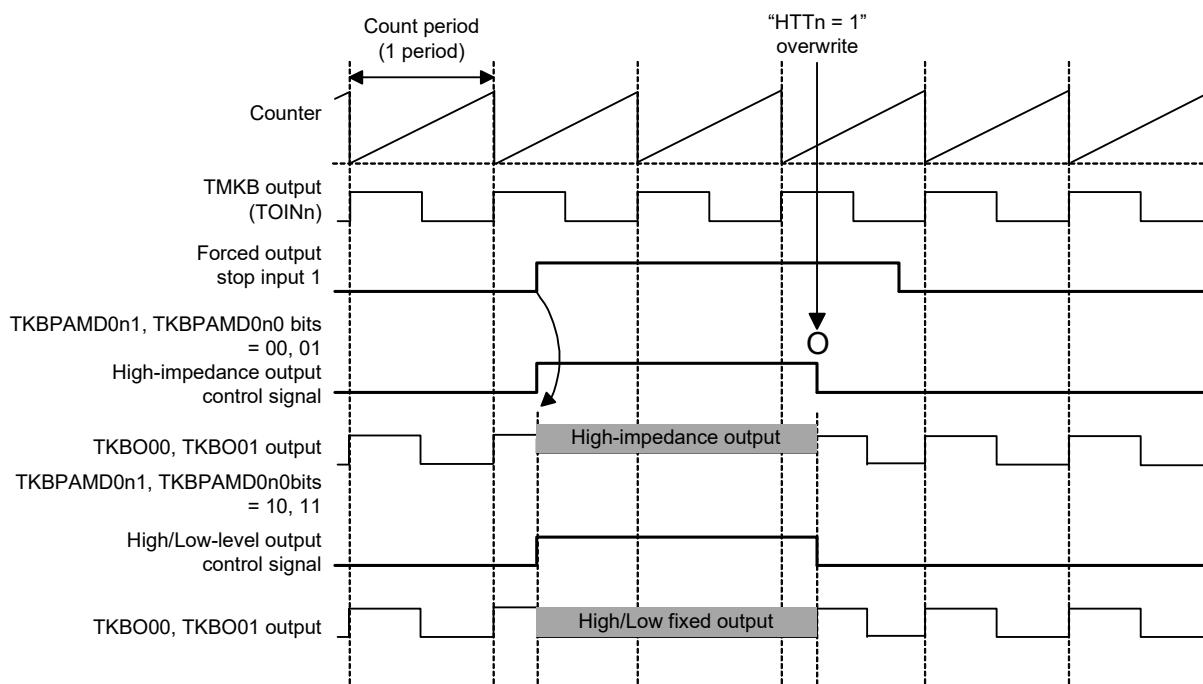 Count period
(1 period)
“HTTn = 1”
overwrite
Counter
TMKB output
(TOINn)
Forced output
stop input 1
TKBPAMD0n1, TKBPAMD0n0 bits
= 00, 01
O
High-impedance output
control signal
TKBO00, TKBO01 output
High-impedance output
TKBPAMD0n1, TKBPAMD0n0bits
= 10, 11
High/Low-level output
control signal
TKBO00, TKBO01 output
High/Low fixed output